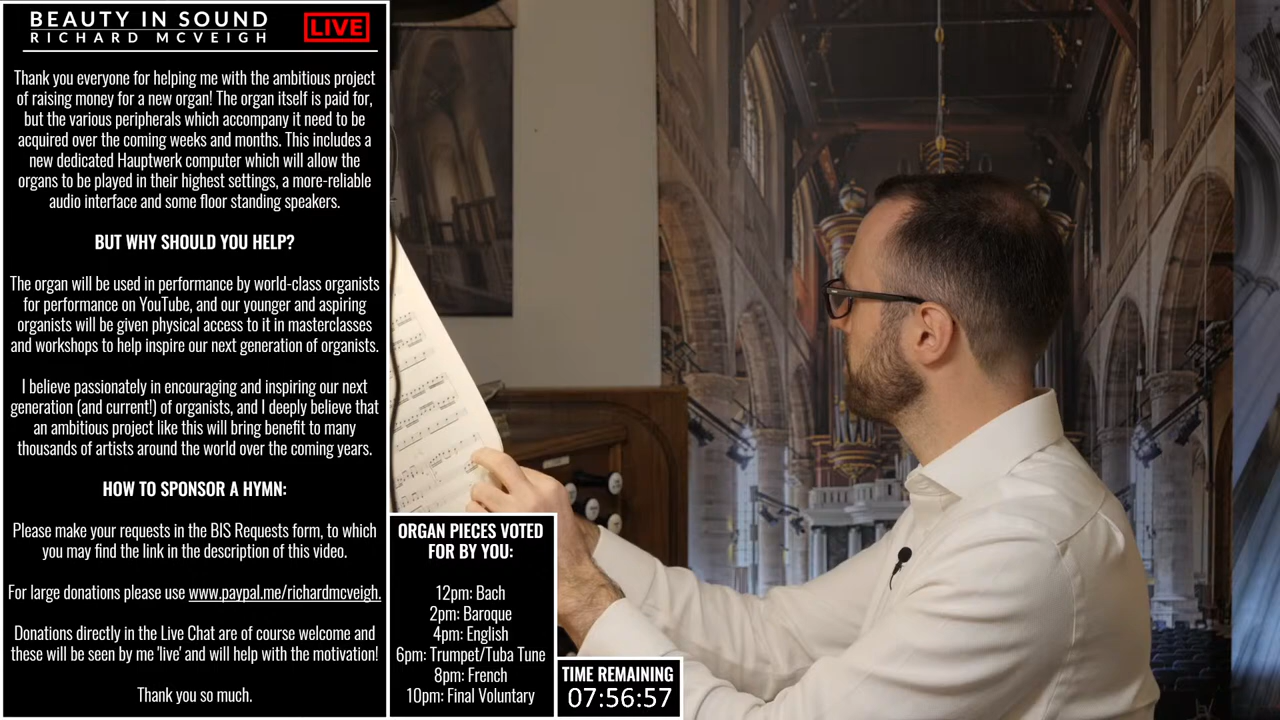 BEAUTY IN SOUND
RICHARD MCVEIGH
LIVE
Thank you everyone for helping me with the ambitious project
of raising money for a new organ! The organ itself is paid for,
but the various peripherals which accompany it need to be
acquired over the coming weeks and months. This includes a
new dedicated Hauptwerk computer which will allow the
organs to be played in their highest settings, a more-reliable
audio interface and some floor standing speakers.
BUT WHY SHOULD YOU HELP?
The organ will be used in performance by world-class organists
for performance on YouTube, and our younger and aspiring
organists will be given physical access to it in masterclasses
and workshops to help inspire our next generation of organists.
I believe passionately in encouraging and inspiring our next
generation (and current!) of organists, and I deeply believe that
an ambitious project like this will bring benefit to many
thousands of artists around the world over the coming years.
HOW TO SPONSOR A HYMN:
Please make your requests in the BIS Requests form, to which
you may find the link in the description of this video.
For large donations please use www.paypal.me/richardmcveigh.
Donations directly in the Live Chat are of course welcome and
these will be seen by me 'live' and will help with the motivation!
Thank you so much.
ORGAN PIECES VOTED
FOR BY YOU:
12pm: Bach
2pm: Baroque
4pm: English
6pm: Trumpet/Tuba Tune
8pm: French
10pm: Final Voluntary
TIME REMAINING
07:56:57